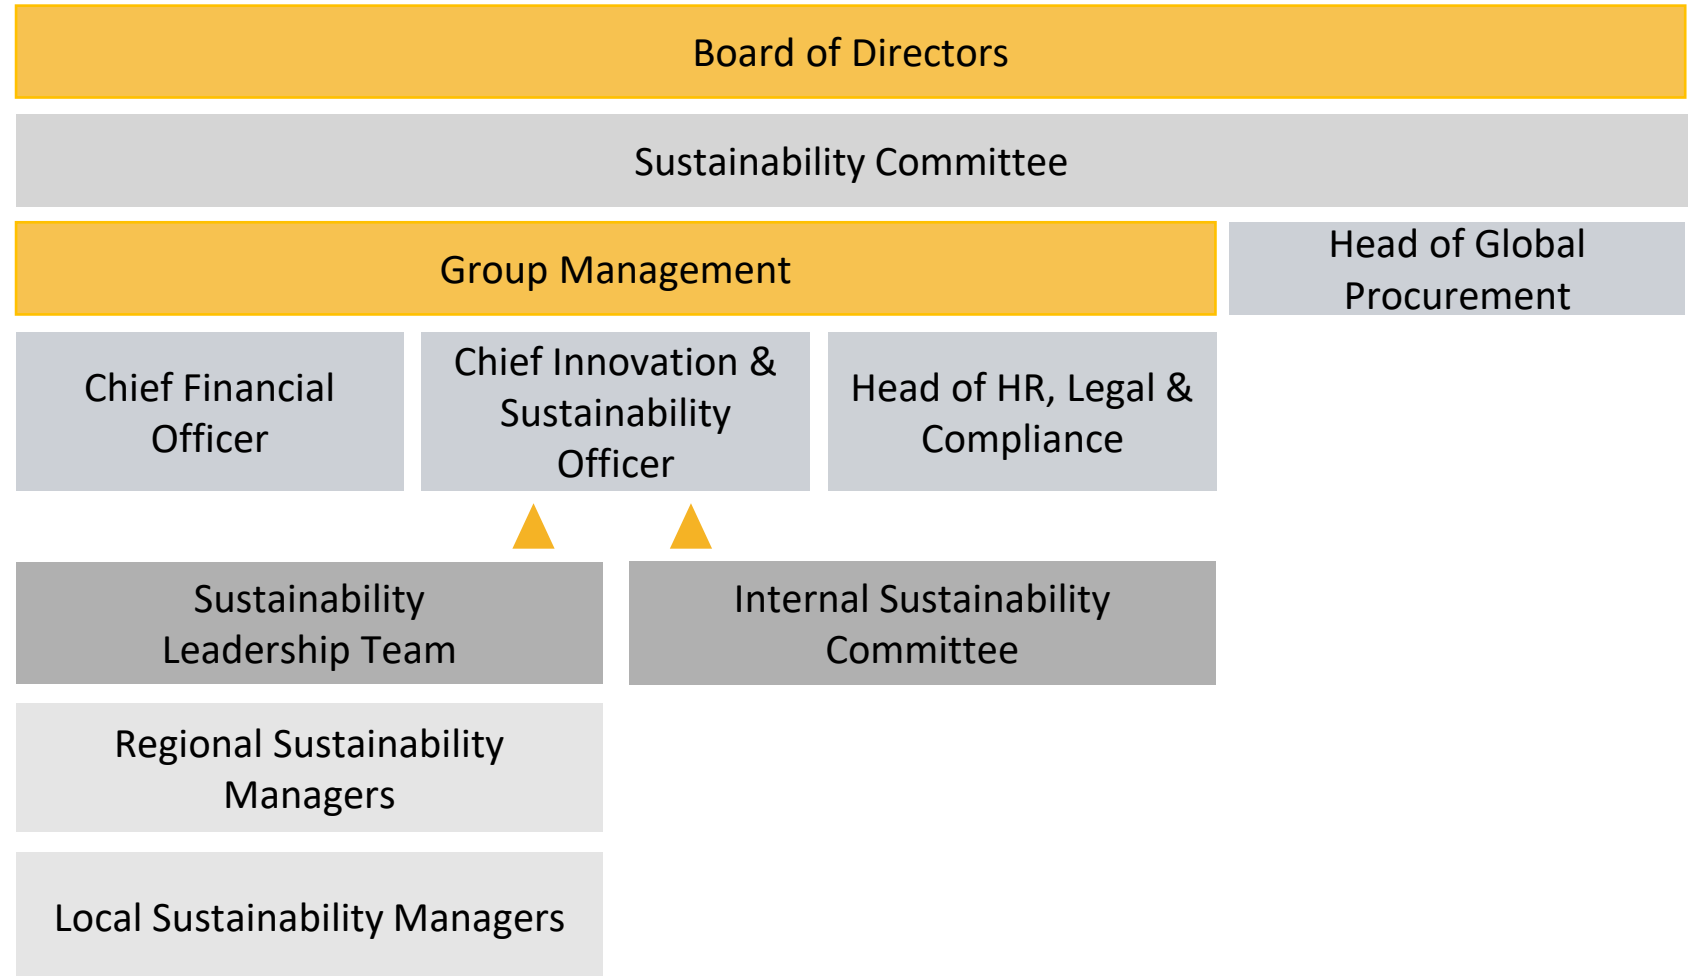 Board of Directors
Sustainability Committee
Group Management
Head of Global
Procurement
Chief Financial
Officer
Chief Innovation &
Sustainability
Officer
Head of HR, Legal &
Compliance
Sustainability
Leadership Team
Internal Sustainability
Committee
Regional Sustainability
Managers
Local Sustainability Managers